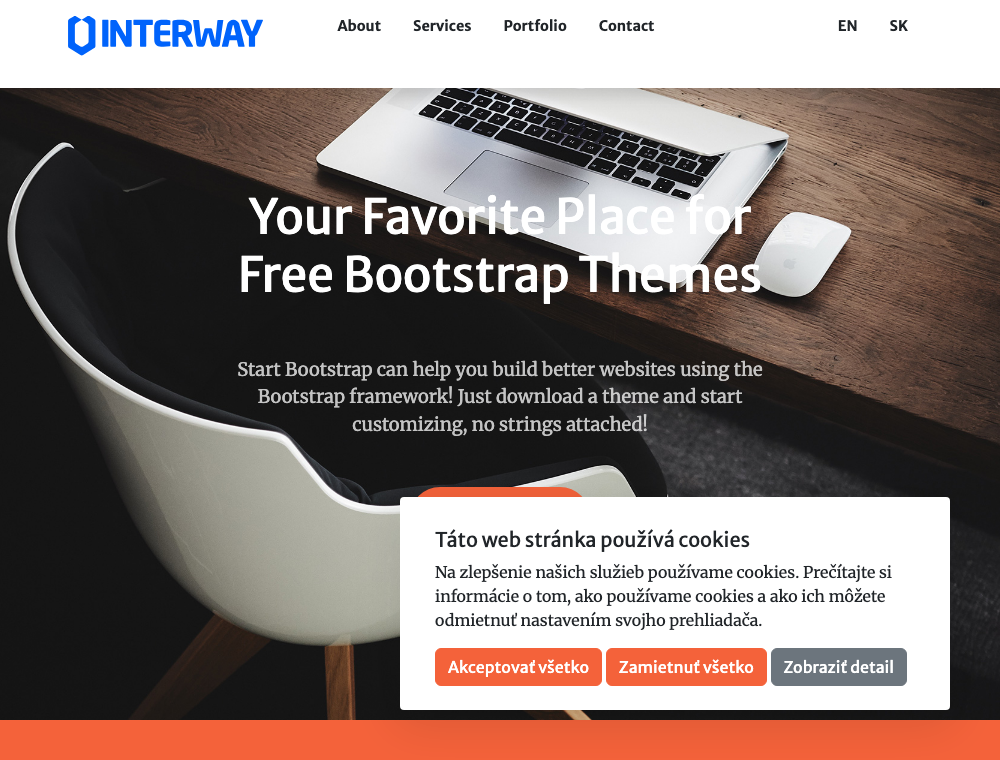 INTERWAY
About Services Portfolio Contact EN SK
Your Favorite Place for
Free Bootstrap Themes
Start Bootstrap can help you build better websites using the
Bootstrap framework! Just download a theme and start
customizing, no strings attached!
Táto web stránka používá cookies
Na zlepšenie našich služieb používame cookies. Prečítajte si
informácie o tom, ako používame cookies a ako ich môžete
odmietnuť nastavením svojho prehliadača.
Akceptovať všetko Zamietnuť všetko Zobraziť detail